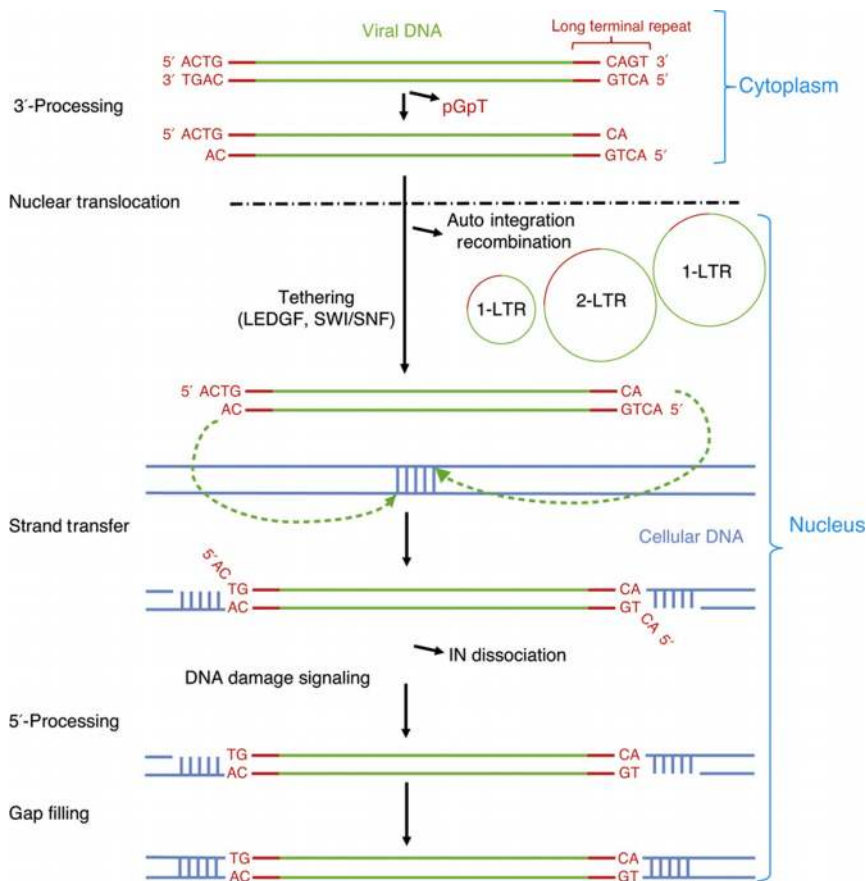 Viral DNA
Long terminal repeat
5′ ACTG CAGT 3′
3′ TGAC GTCA 5′
Cytoplasm
3′-Processing
pGpT
5′ ACTG CA
AC GTCA 5′
Nuclear translocation
Auto integration
recombination
1-LTR
2-LTR
1-LTR
Tethering
(LEDGF, SWI/SNF)
5′ ACTG CA
AC GTCA 5′
Strand transfer
Cellular DNA
Nucleus
5′AC
TG CA
AC GT
CA 5′
IN dissociation
DNA damage signaling
5′-Processing
TG CA
AC GT
Gap filling
TG CA
AC GT